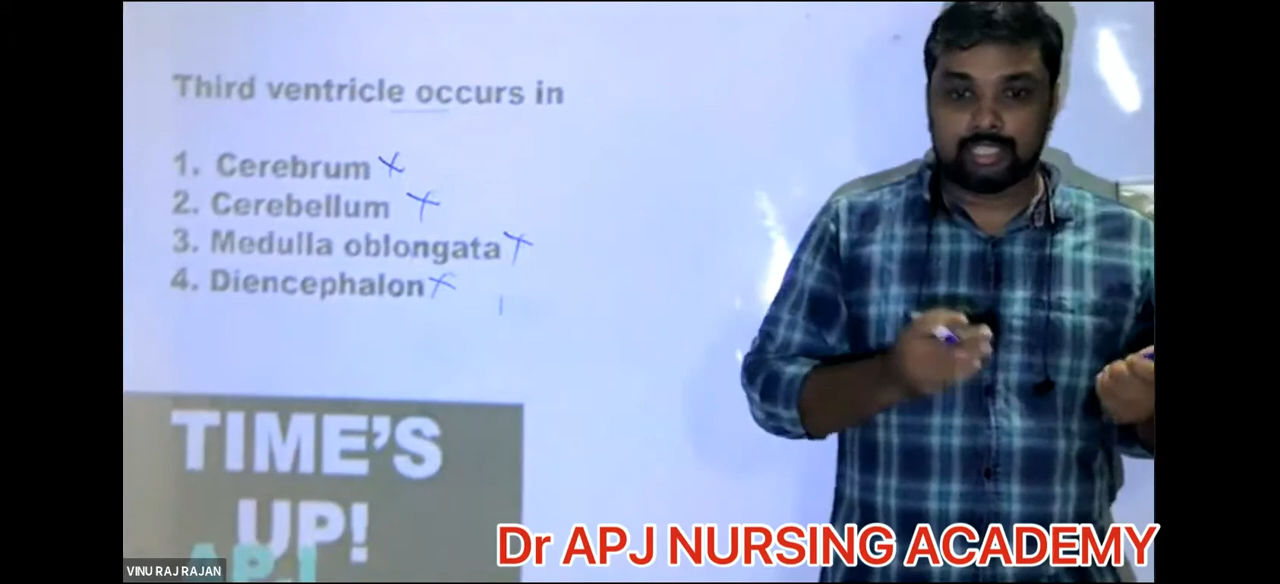 Third ventricle occurs in
1. Cerebrum ×
2. Cerebellum ×
3. Medulla oblongata ×
4. Diencephalon ×
TIME’S
UP!
APJ
VINU RAJ RAJAN
Dr APJ NURSING ACADEMY